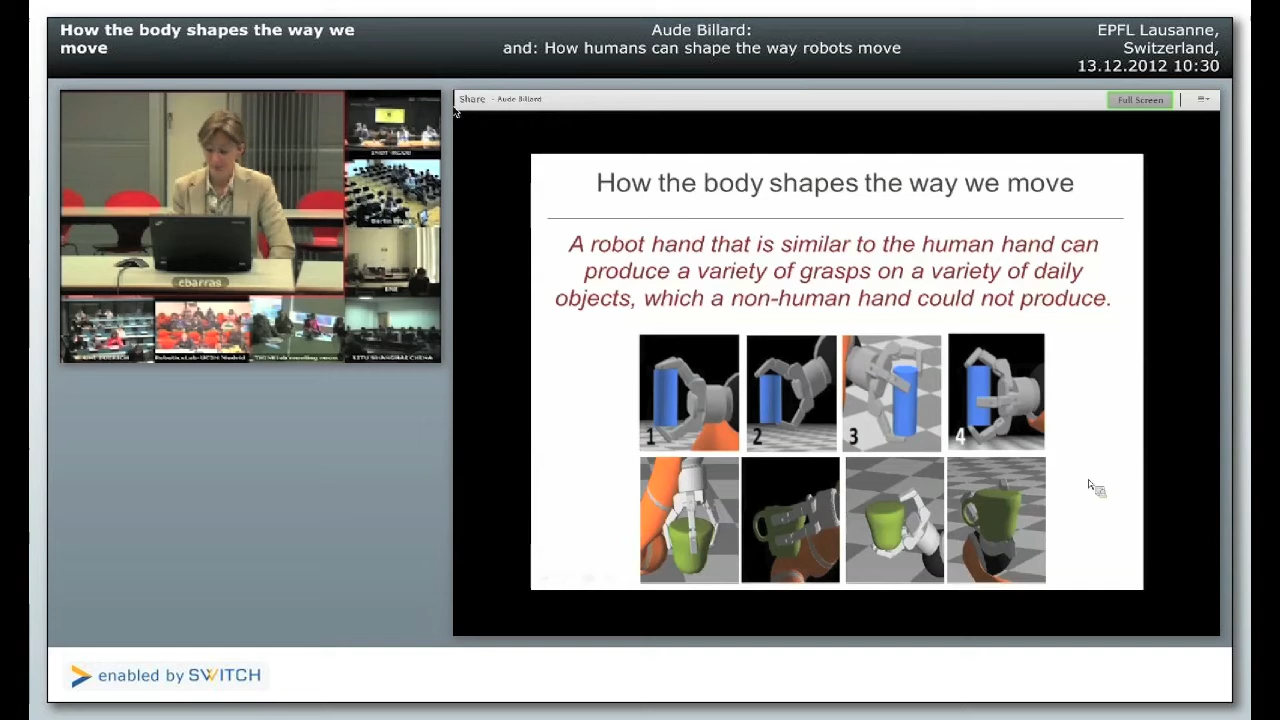 How the body shapes the way we
move
Aude Billard:
and: How humans can shape the way robots move
EPFL Lausanne,
Switzerland,
13.12.2012 10:30
Share - Aude Billard
Full Screen
cbarras
How the body shapes the way we move
A robot hand that is similar to the human hand can
produce a variety of grasps on a variety of daily
objects, which a non-human hand could not produce.
1
2
3
4
enabled by SWITCH